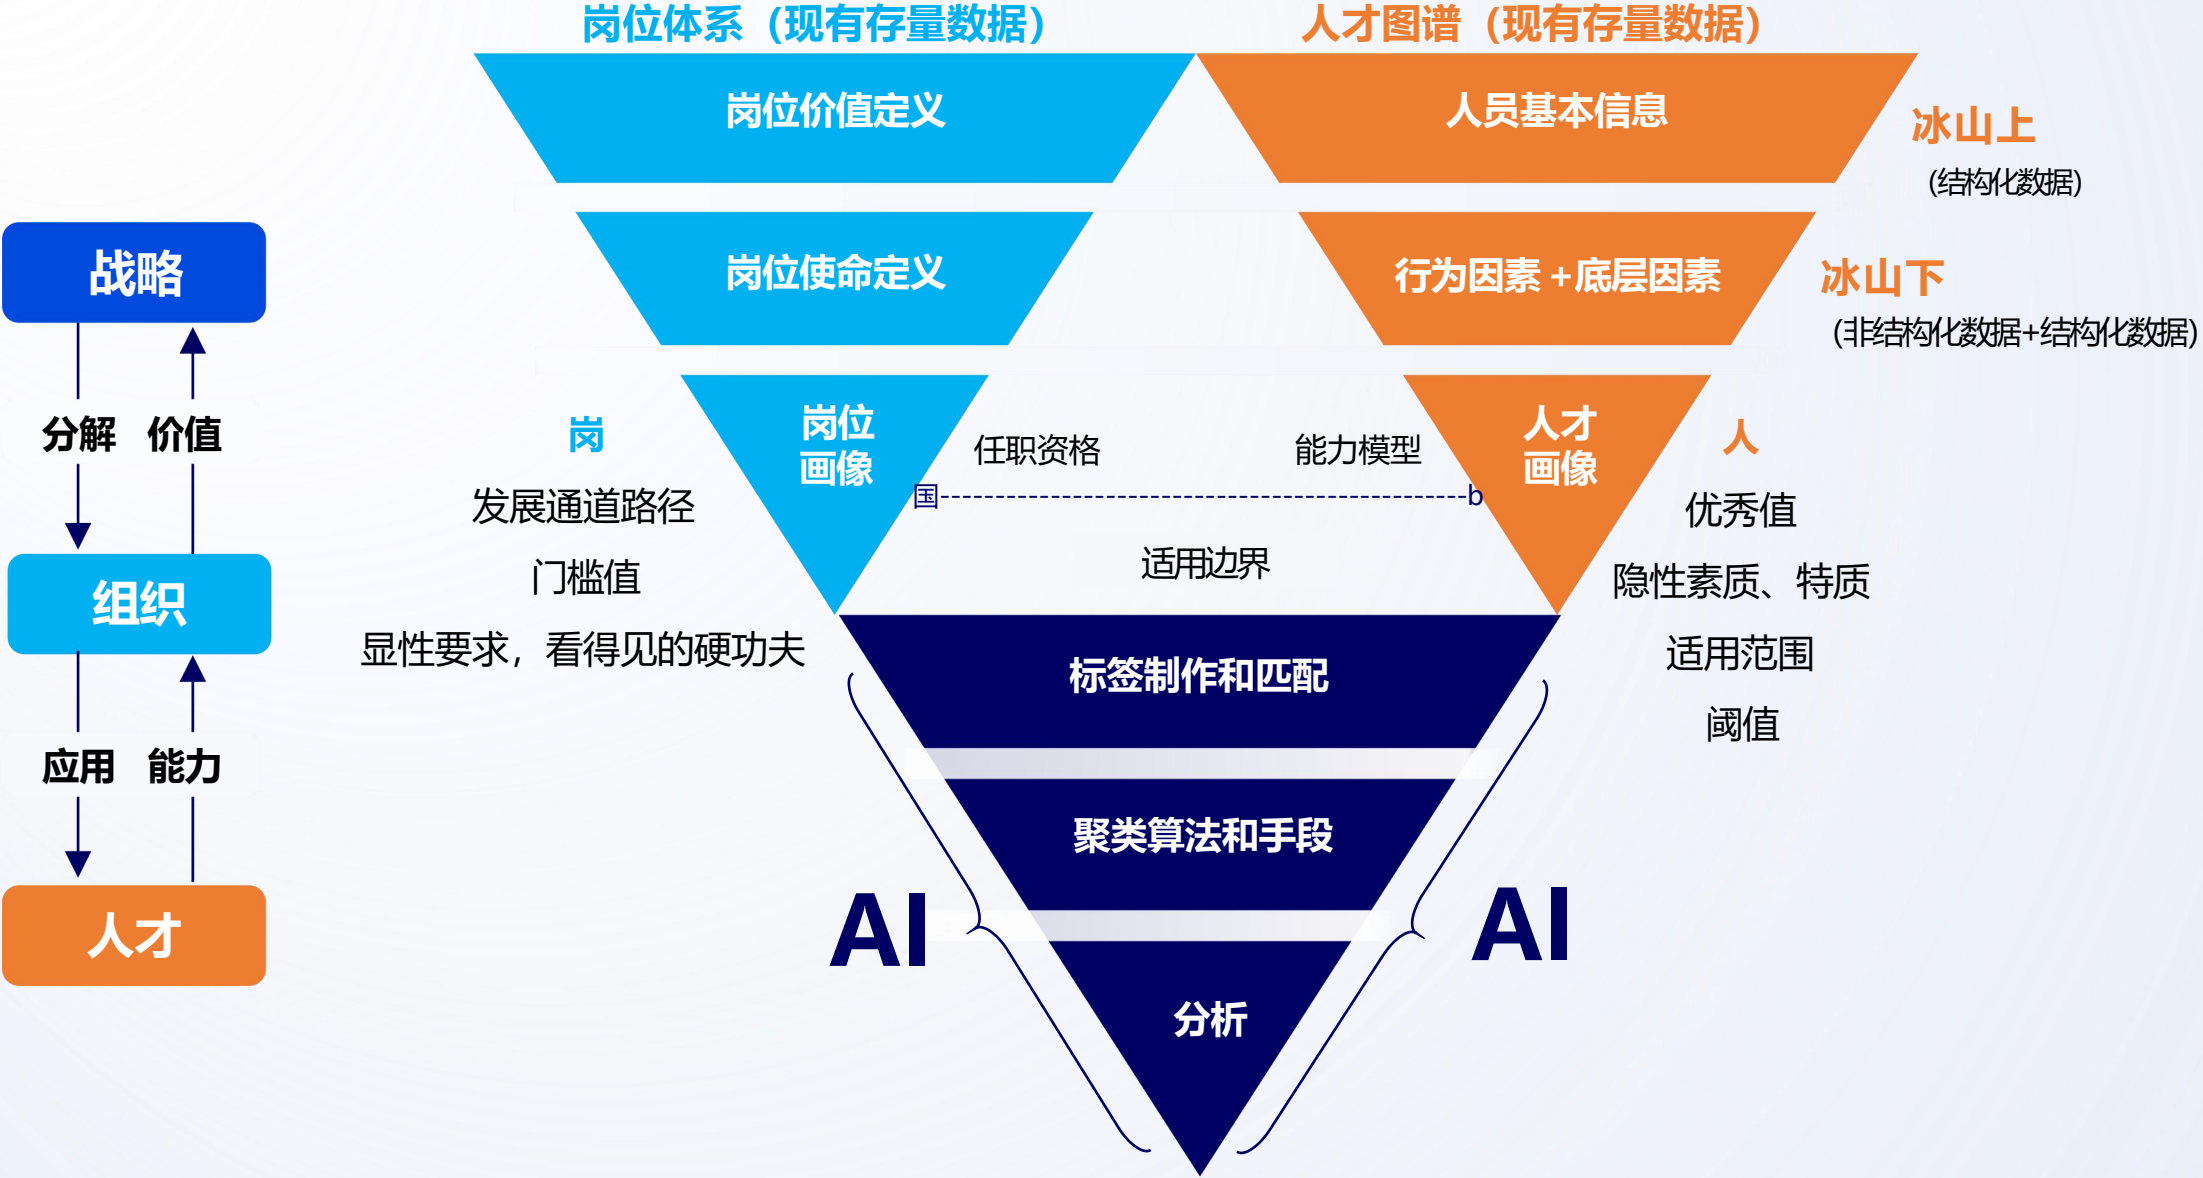 岗位体系（现有存量数据）
人才图谱（现有存量数据）
岗位价值定义
人员基本信息
冰山上
(结构化数据)
岗位使命定义
行为因素 +底层因素
冰山下
(非结构化数据+结构化数据)
战略
分解
价值
组织
应用
能力
人才
岗
发展通道路径
门槛值
显性要求，看得见的硬功夫
岗位
画像
任职资格
能力模型
国------------------------------------------------b
适用边界
人才
画像
人
优秀值
隐性素质、特质
适用范围
阈值
标签制作和匹配
聚类算法和手段
分析
AI
AI